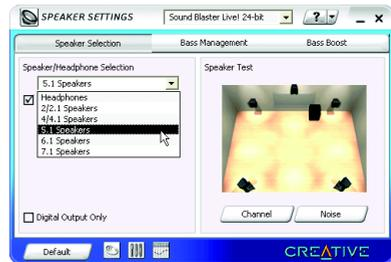 SPEAKER SETTINGS
Sound Blaster Live! 24-bit
?
Speaker Selection
Bass Management
Bass Boost
Speaker/Headphone Selection
Speaker Test
5.1 Speakers
Headphones
2/2.1 Speakers
4/4.1 Speakers
5.1 Speakers
6.1 Speakers
7.1 Speakers
Digital Output Only
Channel
Noise
Default
CREATIVE